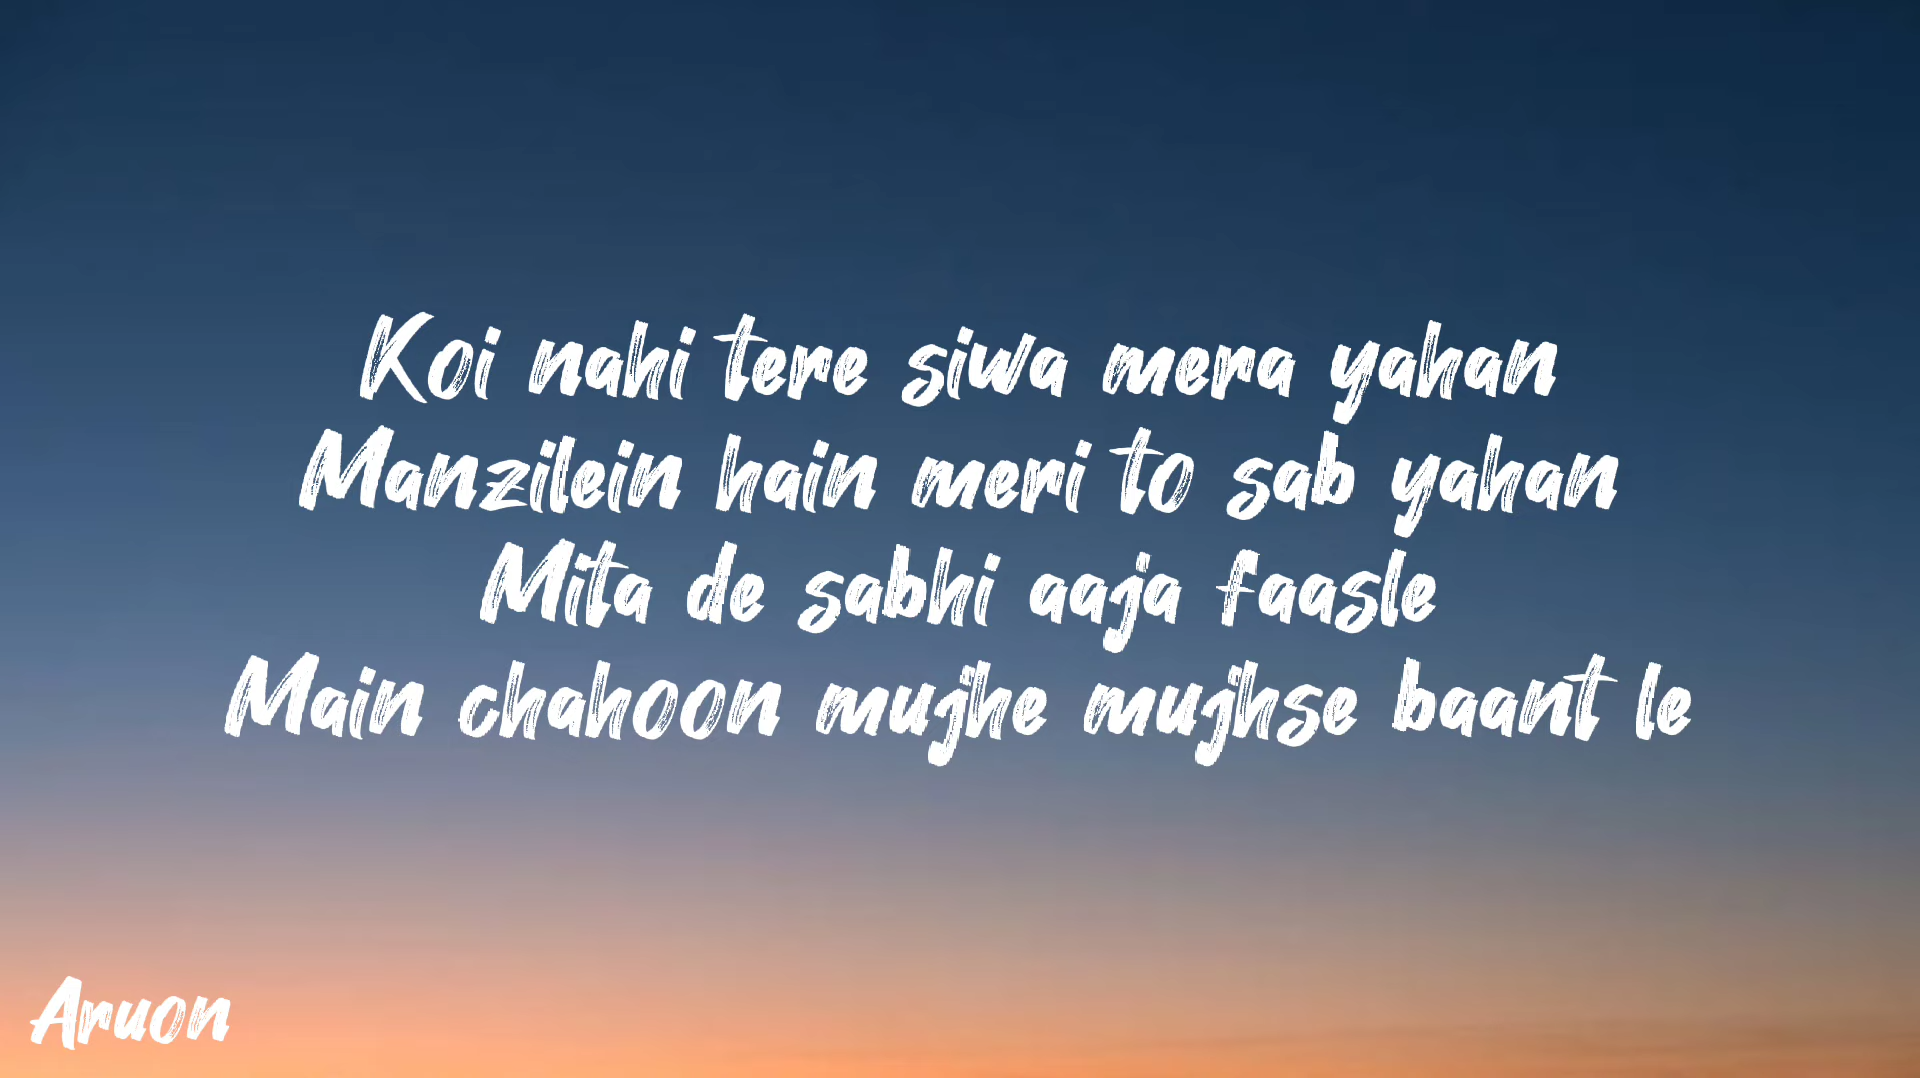 Koi nahi tere siwa mera yahan
Manzilein hain meri to sab yahan
Mita de sabhi aaja faasle
Main chahoon mujhe mujhse baant le
Aruon